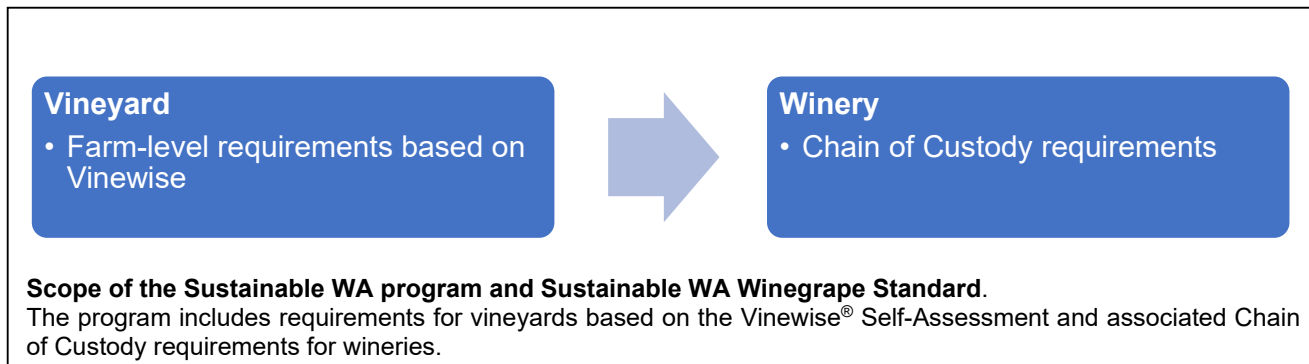 Vineyard
• Farm-level requirements based on
Vinewise
Winery
• Chain of Custody requirements
Scope of the Sustainable WA program and Sustainable WA Winegrape Standard.
The program includes requirements for vineyards based on the Vinewise® Self-Assessment and associated Chain
of Custody requirements for wineries.